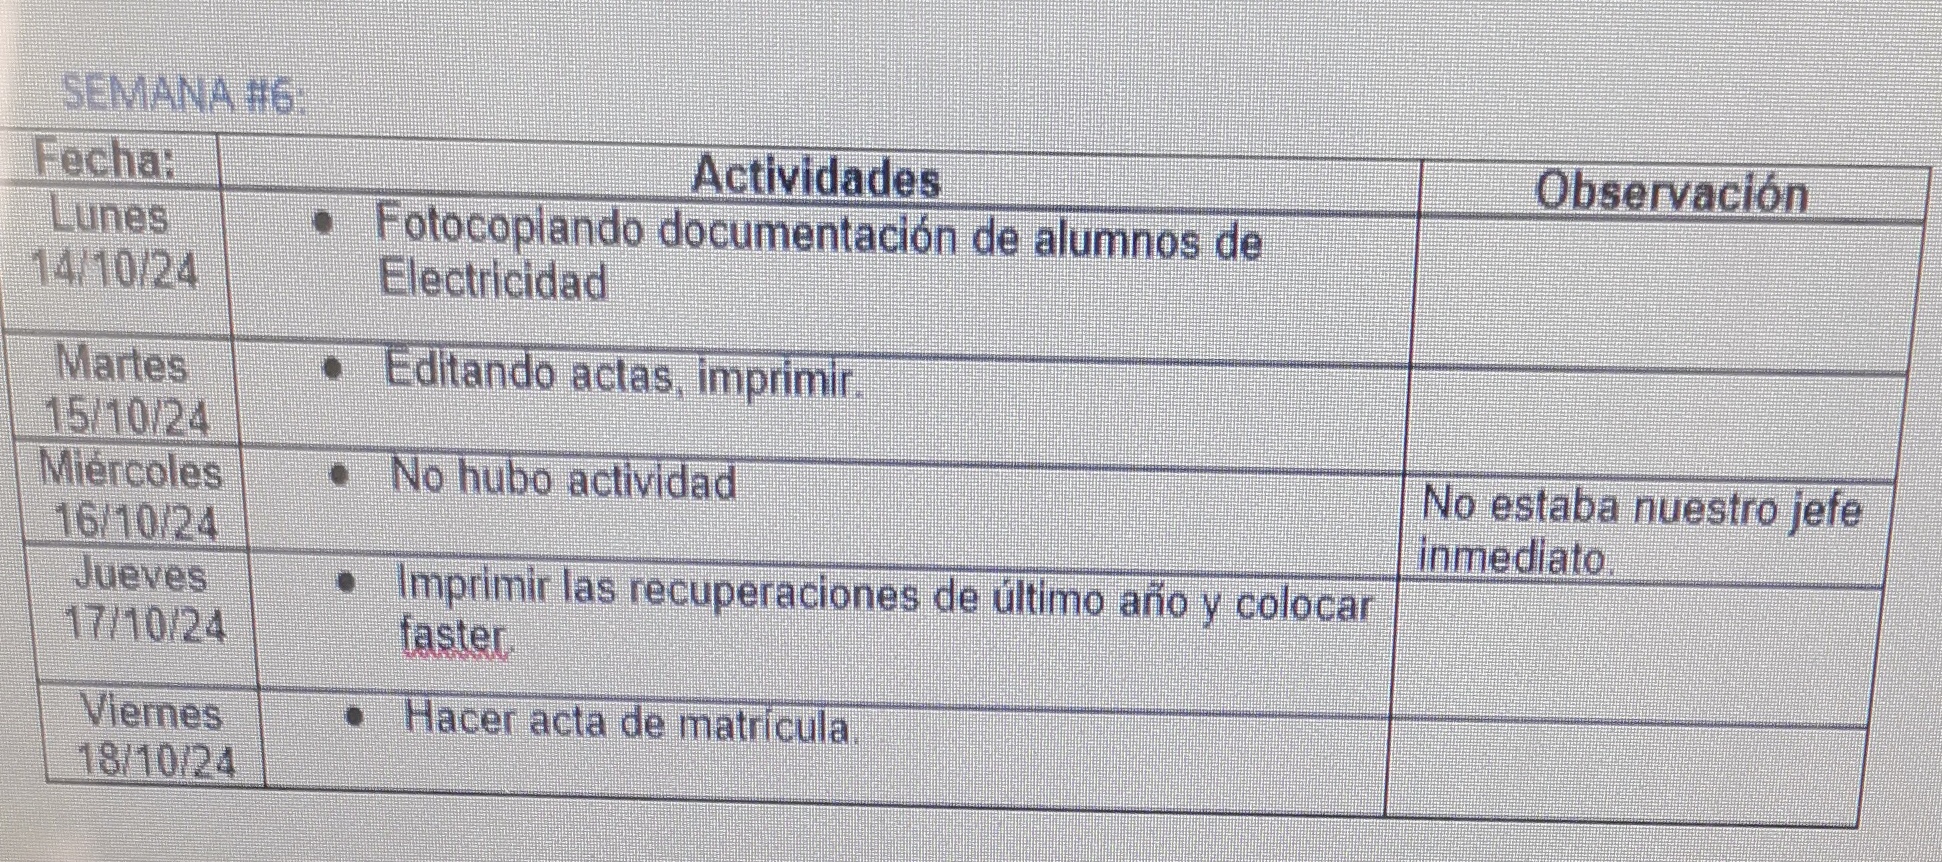 SEMANA #6:
Fecha:
Actividades
Observación
Lunes
14/10/24
● Fotocopiando documentación de alumnos de
Electricidad
Martes
15/10/24
● Editando actas, imprimir.
Miércoles
16/10/24
● No hubo actividad
No estaba nuestro jefe
inmediato.
Jueves
17/10/24
● Imprimir las recuperaciones de último año y colocar
faster.
Viernes
18/10/24
● Hacer acta de matrícula.